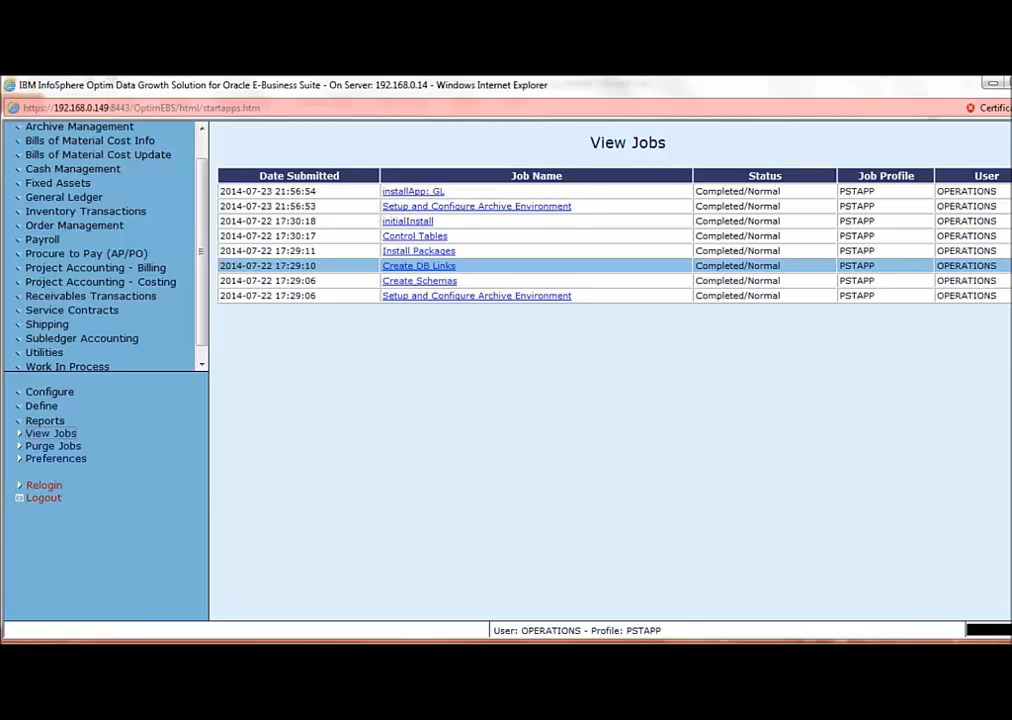 IBM InfoSphere Optim Data Growth Solution for Oracle E-Business Suite - On Server: 192.168.0.14 - Windows Internet Explorer
https://192.168.0.149:8443/OptimEBS/html/startapps.htm
Certific
Archive Management
Bills of Material Cost Info
Bills of Material Cost Update
Cash Management
Fixed Assets
General Ledger
Inventory Transactions
Order Management
Payroll
Procure to Pay (AP/PO)
Project Accounting - Billing
Project Accounting - Costing
Receivables Transactions
Service Contracts
Shipping
Subledger Accounting
Utilities
Work In Process
Configure
Define
Reports
View Jobs
Purge Jobs
Preferences
Relogin
Logout
View Jobs
Date Submitted Job Name Status Job Profile User
2014-07-23 21:56:54 installApp: GL Completed/Normal PSTAPP OPERATIONS
2014-07-23 21:56:53 Setup and Configure Archive Environment Completed/Normal PSTAPP OPERATIONS
2014-07-22 17:30:18 initialInstall Completed/Normal PSTAPP OPERATIONS
2014-07-22 17:30:17 Control Tables Completed/Normal PSTAPP OPERATIONS
2014-07-22 17:29:11 Install Packages Completed/Normal PSTAPP OPERATIONS
2014-07-22 17:29:10 Create DB Links Completed/Normal PSTAPP OPERATIONS
2014-07-22 17:29:06 Create Schemas Completed/Normal PSTAPP OPERATIONS
2014-07-22 17:29:06 Setup and Configure Archive Environment Completed/Normal PSTAPP OPERATIONS
User: OPERATIONS - Profile: PSTAPP